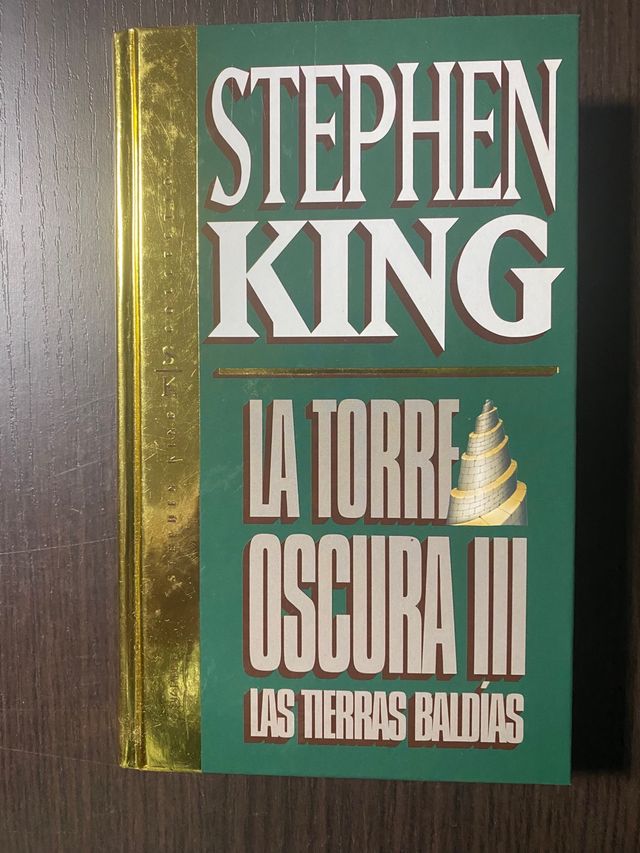 STEPHEN
KING
LA TORRE
OSCURA III
LAS TIERRAS BALDÍAS